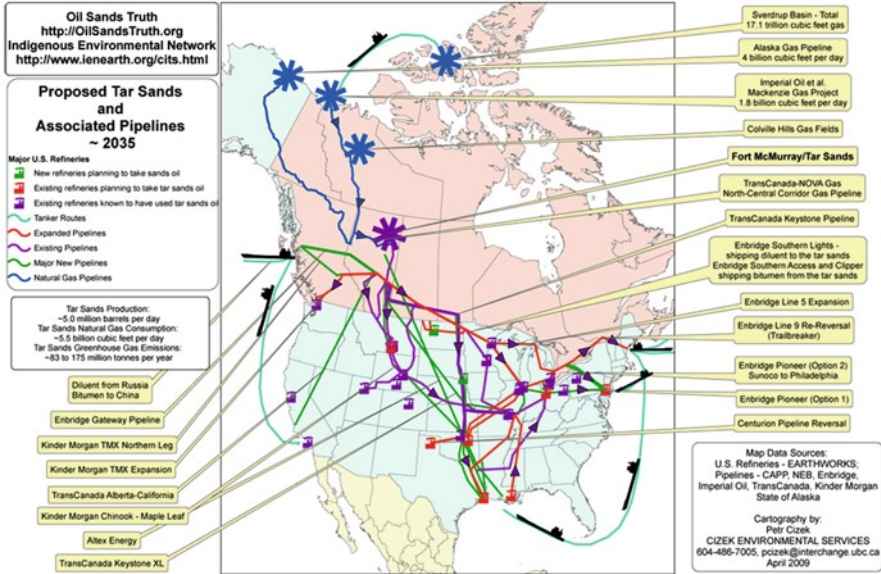 Oil Sands Truth
http://OilSandsTruth.org
Indigenous Environmental Network
http://www.ienearth.org/cits.html
Proposed Tar Sands
and
Associated Pipelines
~ 2035
Major U.S. Refineries
New refineries planning to take sands oil
Existing refineries planning to take tar sands oil
Existing refineries known to have used tar sands oil
Tanker Routes
Expanded Pipelines
Existing Pipelines
Major New Pipelines
Natural Gas Pipelines
Tar Sands Production:
~5.0 million barrels per day
Tar Sands Natural Gas Consumption:
~5.5 billion cubic feet per day
Tar Sands Greenhouse Gas Emissions:
~83 to 175 million tonnes per year
Diluent from Russia
Bitumen to China
Enbridge Gateway Pipeline
Kinder Morgan TMX Northern Leg
Kinder Morgan TMX Expansion
TransCanada Alberta-California
Kinder Morgan Chinook - Maple Leaf
Altex Energy
TransCanada Keystone XL
Sverdrup Basin - Total
17.1 trillion cubic feet gas
Alaska Gas Pipeline
4 billion cubic feet per day
Imperial Oil et al.
Mackenzie Gas Project
1.8 billion cubic feet per day
Colville Hills Gas Fields
Fort McMurray/Tar Sands
TransCanada-NOVA Gas
North-Central Corridor Gas Pipeline
TransCanada Keystone Pipeline
Enbridge Southern Lights -
shipping diluent to the tar sands
Enbridge Southern Access and Clipper
shipping bitumen from the tar sands
Enbridge Line 5 Expansion
Enbridge Line 9 Re-Reversal
(Trailbreaker)
Enbridge Pioneer (Option 2)
Sunoco to Philadelphia
Enbridge Pioneer (Option 1)
Centurion Pipeline Reversal
Map Data Sources:
U.S. Refineries - EARTHWORKS;
Pipelines - CAPP, NEB, Enbridge,
Imperial Oil, TransCanada, Kinder Morgan
State of Alaska
Cartography by:
Petr Cizek
CIZEK ENVIRONMENTAL SERVICES
604-486-7005, pcizek@interchange.ubc.ca
April 2009